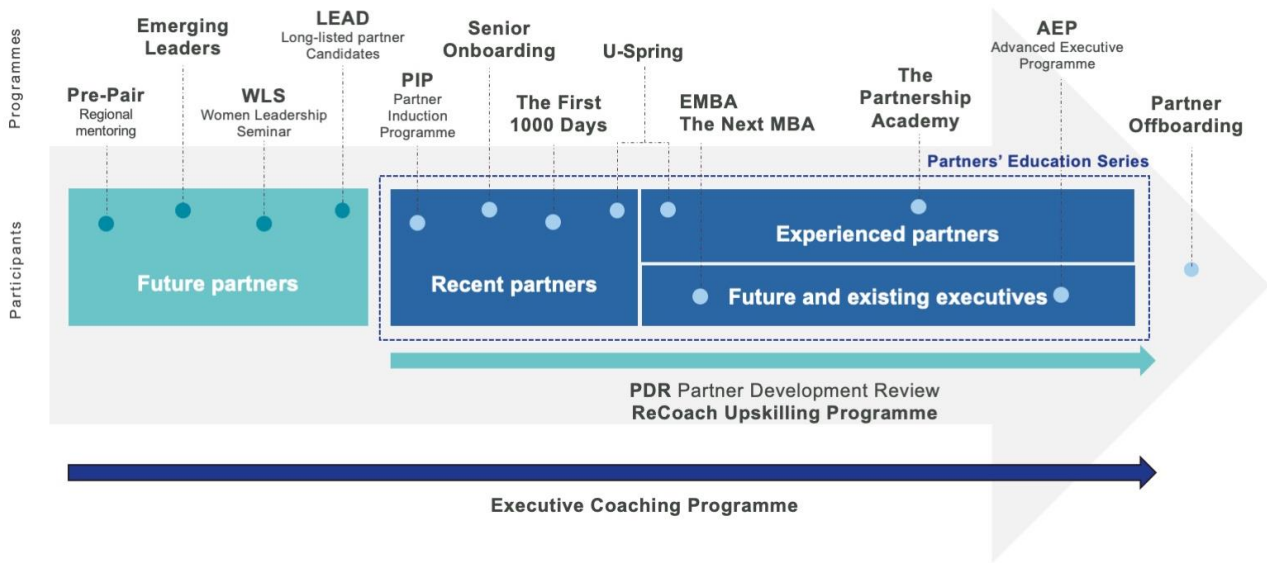 Programmes
Pre-Pair
Regional
mentoring
Emerging
Leaders
WLS
Women Leadership
Seminar
LEAD
Long-listed partner
Candidates
PIP
Partner
Induction
Programme
Senior
Onboarding
The First
1000 Days
U-Spring
EMBA
The Next MBA
The
Partnership
Academy
AEP
Advanced Executive
Programme
Partner
Offboarding
Partners’ Education Series
Participants
Future partners
Recent partners
Experienced partners
Future and existing executives
PDR Partner Development Review
ReCoach Upskilling Programme
Executive Coaching Programme